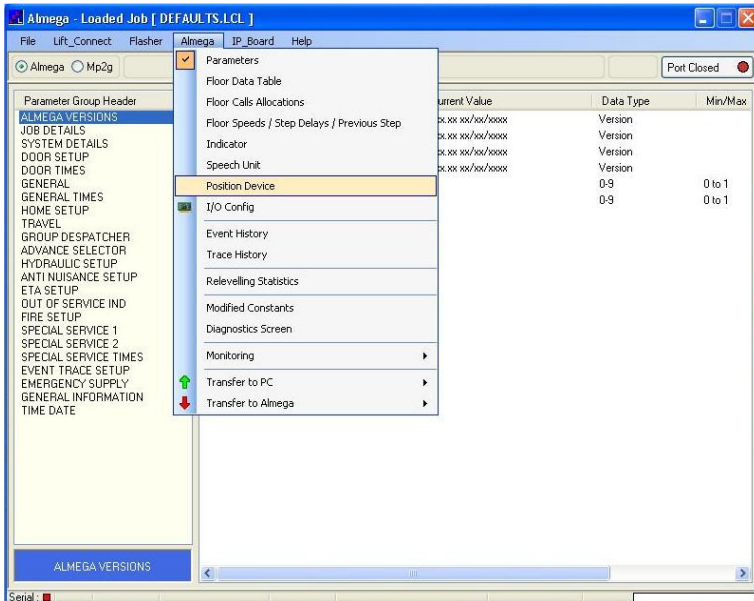 Almega - Loaded Job [ DEFAULTS.LCL ]
File Lift_Connect Flasher Almega IP_Board Help
Almega Mp2g
Port Closed
Parameters
Floor Data Table
Floor Calls Allocations
Floor Speeds / Step Delays / Previous Step
Indicator
Speech Unit
Position Device
I/O Config
Event History
Trace History
Relevelling Statistics
Modified Constants
Diagnostics Screen
Monitoring
Transfer to PC
Transfer to Almega
Parameter Group Header
ALMEGA VERSIONS
JOB DETAILS
SYSTEM DETAILS
DOOR SETUP
DOOR TIMES
GENERAL
GENERAL TIMES
HOME SETUP
TRAVEL
GROUP DESPATCHER
ADVANCE SELECTOR
HYDRAULIC SETUP
ANTI NUISANCE SETUP
ETA SETUP
OUT OF SERVICE IND
FIRE SETUP
SPECIAL SERVICE 1
SPECIAL SERVICE 2
SPECIAL SERVICE TIMES
EVENT TRACE SETUP
EMERGENCY SUPPLY
GENERAL INFORMATION
TIME DATE
ALMEGA VERSIONS
Value Data Type Min/Max
xx/xx/xxxx Version
xx/xx/xxxx Version
xx/xx/xxxx Version
xx/xx/xxxx Version
0-9 0 to 1
0-9 0 to 1
Serial :